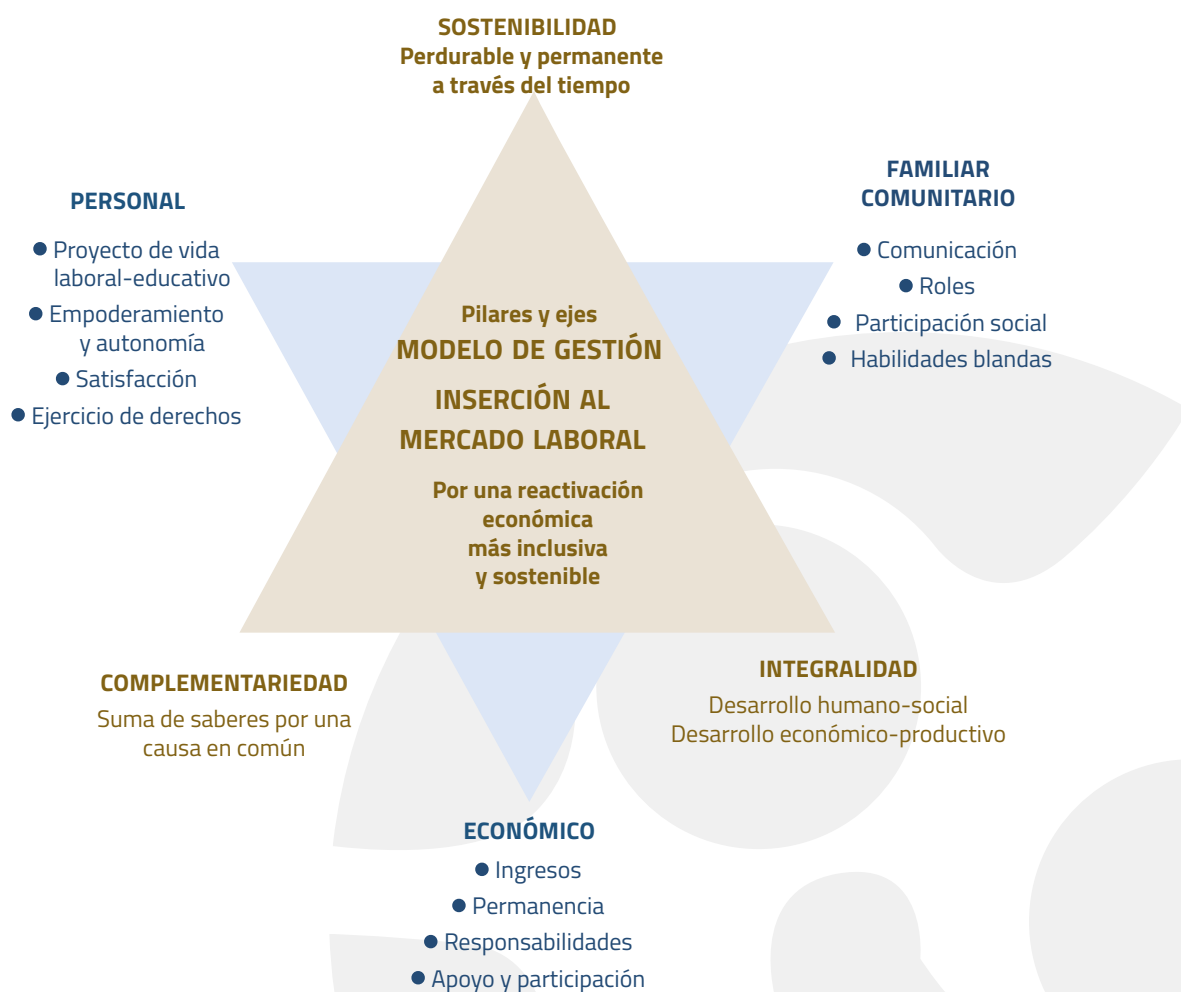 SOSTENIBILIDAD
Perdurable y permanente
a través del tiempo
PERSONAL
● Proyecto de vida
laboral-educativo
● Empoderamiento
y autonomía
● Satisfacción
● Ejercicio de derechos
FAMILIAR
COMUNITARIO
● Comunicación
● Roles
● Participación social
● Habilidades blandas
Pilares y ejes
MODELO DE GESTIÓN
INSERCIÓN AL
MERCADO LABORAL
Por una reactivación
económica
más inclusiva
y sostenible
COMPLEMENTARIEDAD
Suma de saberes por una
causa en común
INTEGRALIDAD
Desarrollo humano-social
Desarrollo económico-productivo
ECONÓMICO
● Ingresos
● Permanencia
● Responsabilidades
● Apoyo y participación